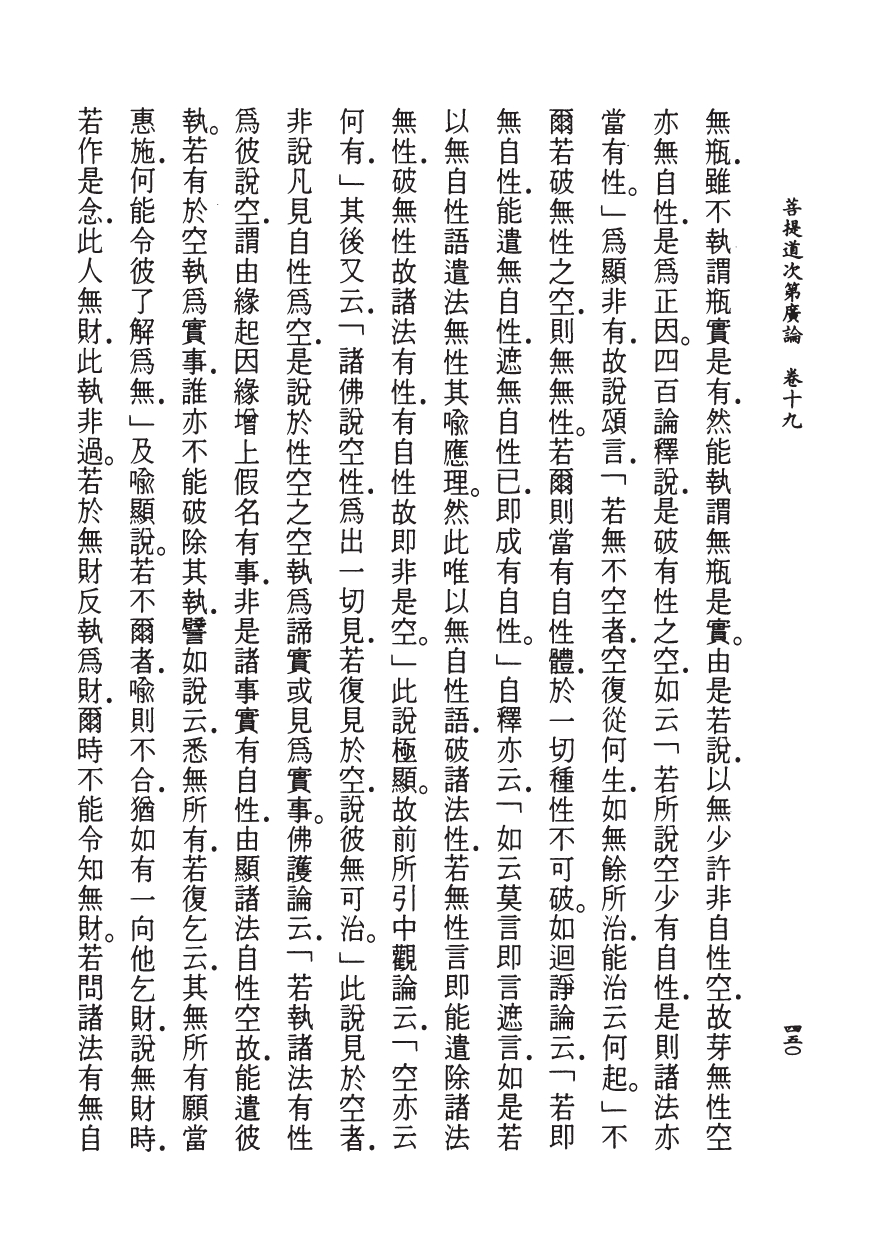 菩提道次第廣論　卷十九
四五〇
無瓶．雖不執謂瓶實是有．然能執謂無瓶是實。由是若說．以無少許非自性空．故芽無性空
亦無自性．是爲正因。四百論釋說．是破有性之空．如云「若所說空少有自性．是則諸法亦
當有性。」爲顯非有．故說頌言．「若無不空者．空復從何生．如無餘所治．能治云何起。」不
爾若破無性之空．則無無性。若爾則當有自性體．於一切種性不可破。如迴諍論云．「若即
無自性．能遣無自性．遮無自性已．即成有自性。」自釋亦云．「如云莫言即言遮言．如是若
以無自性語遣法無性其喻應理。然此唯以無自性語．破諸法性．若無性言即能遣除諸法
無性．破無性故諸法有性．有自性故即非是空。」此說極顯。故前所引中觀論云．「空亦云
何有．」其後又云．「諸佛說空性．爲出一切見．若復見於空．說彼無可治。」此說見於空者．
非說凡見自性爲空．是說於性空之空執爲諦實或見爲實事。佛護論云．「若執諸法有性
爲彼說空．謂由緣起因緣增上假名有事．非是諸事實有自性．由顯諸法自性空故．能遣彼
執。若有於空執爲實事．誰亦不能破除其執．譬如說云．悉無所有．若復乞云．其無所有願當
惠施．何能令彼了解爲無．」及喻顯說。若不爾者．喻則不合．猶如有一向他乞財．說無財時．
若作是念．此人無財．此執非過。若於無財反執爲財．爾時不能令知無財。若問諸法有無自